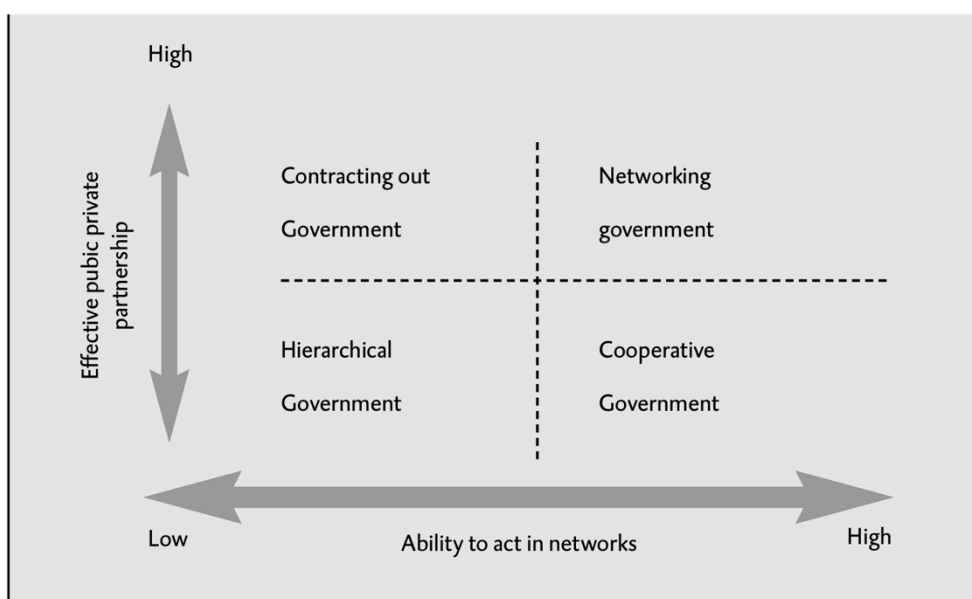 High
Effective pubic private
partnership
Contracting out
Government
Networking
government
Hierarchical
Government
Cooperative
Government
Low
Ability to act in networks
High